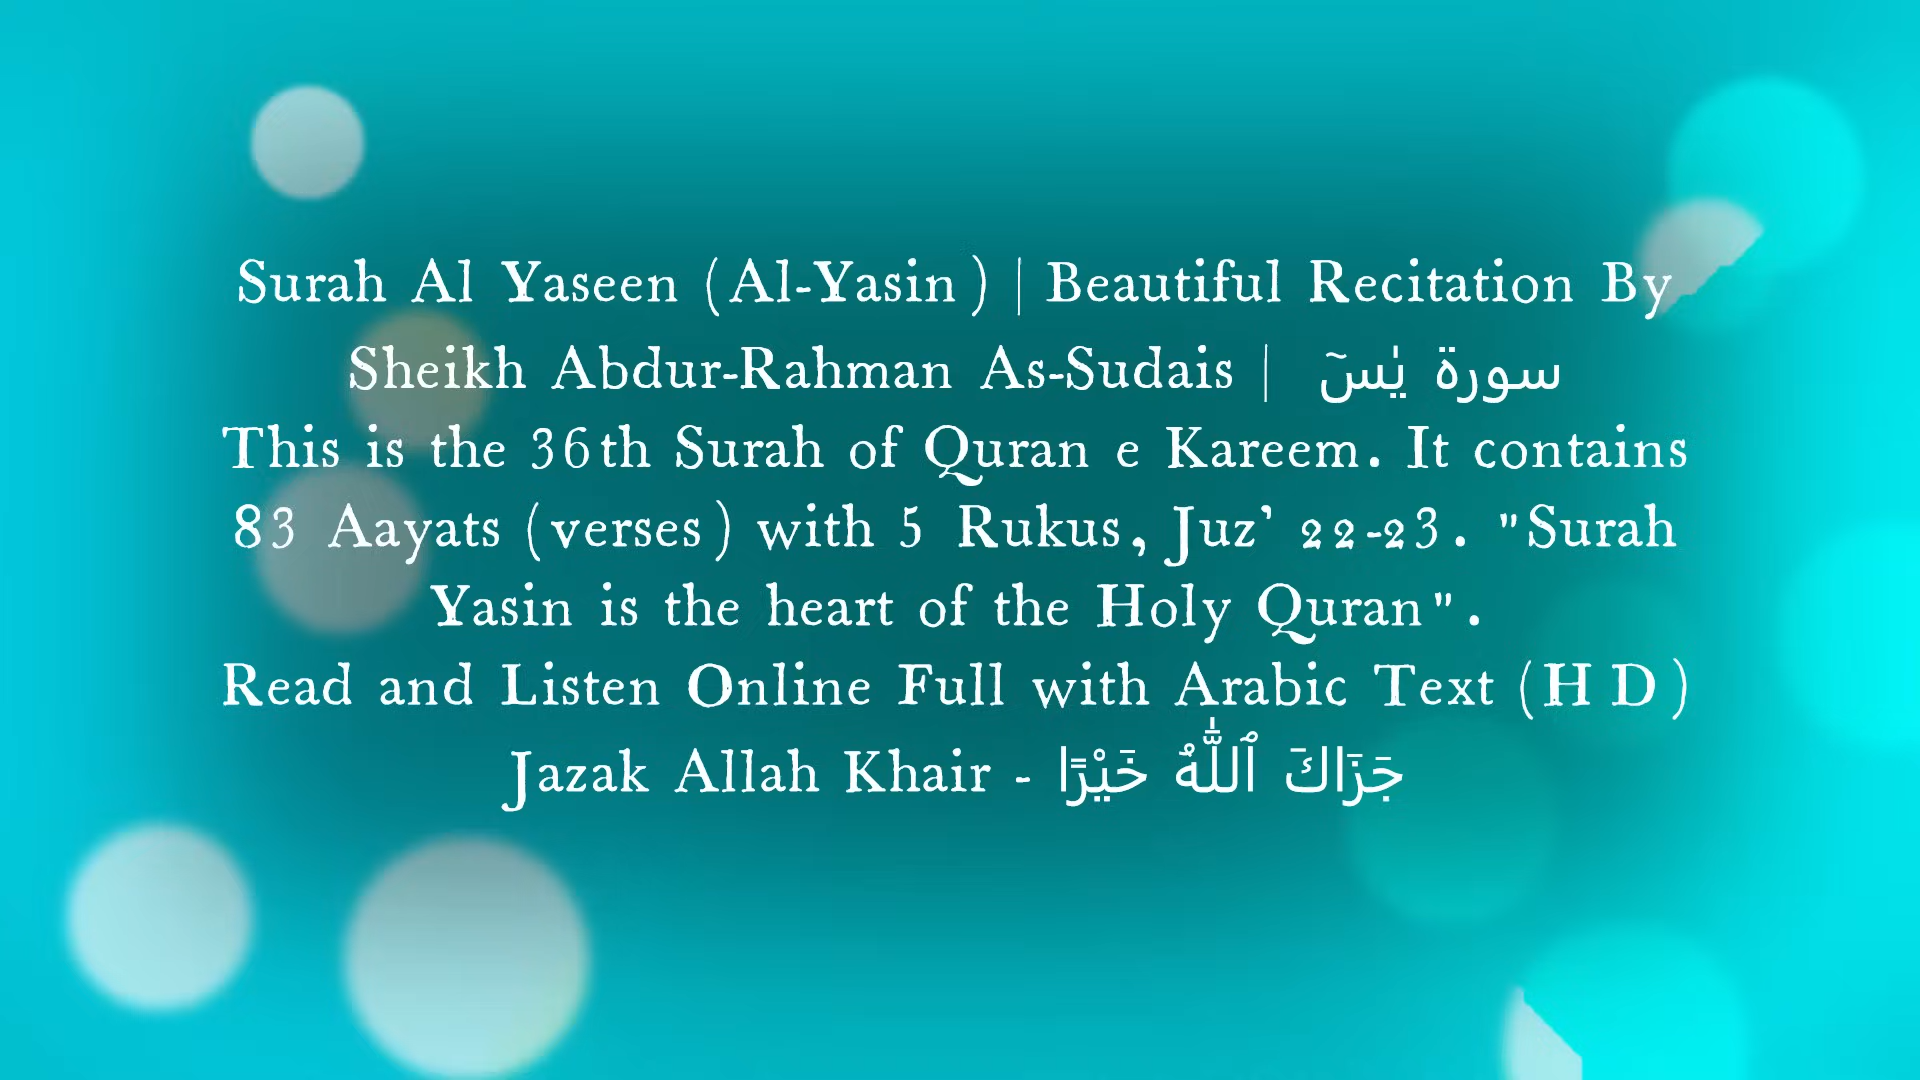 Surah Al Yaseen (Al-Yasin) | Beautiful Recitation By
Sheikh Abdur-Rahman As-Sudais | سورة يٰسٓ
This is the 36th Surah of Quran e Kareem. It contains
83 Aayats (verses) with 5 Rukus, Juz’ 22-23. "Surah
Yasin is the heart of the Holy Quran".
Read and Listen Online Full with Arabic Text (HD)
Jazak Allah Khair - جَزَاكَ ٱللَّٰهُ خَيْرًا